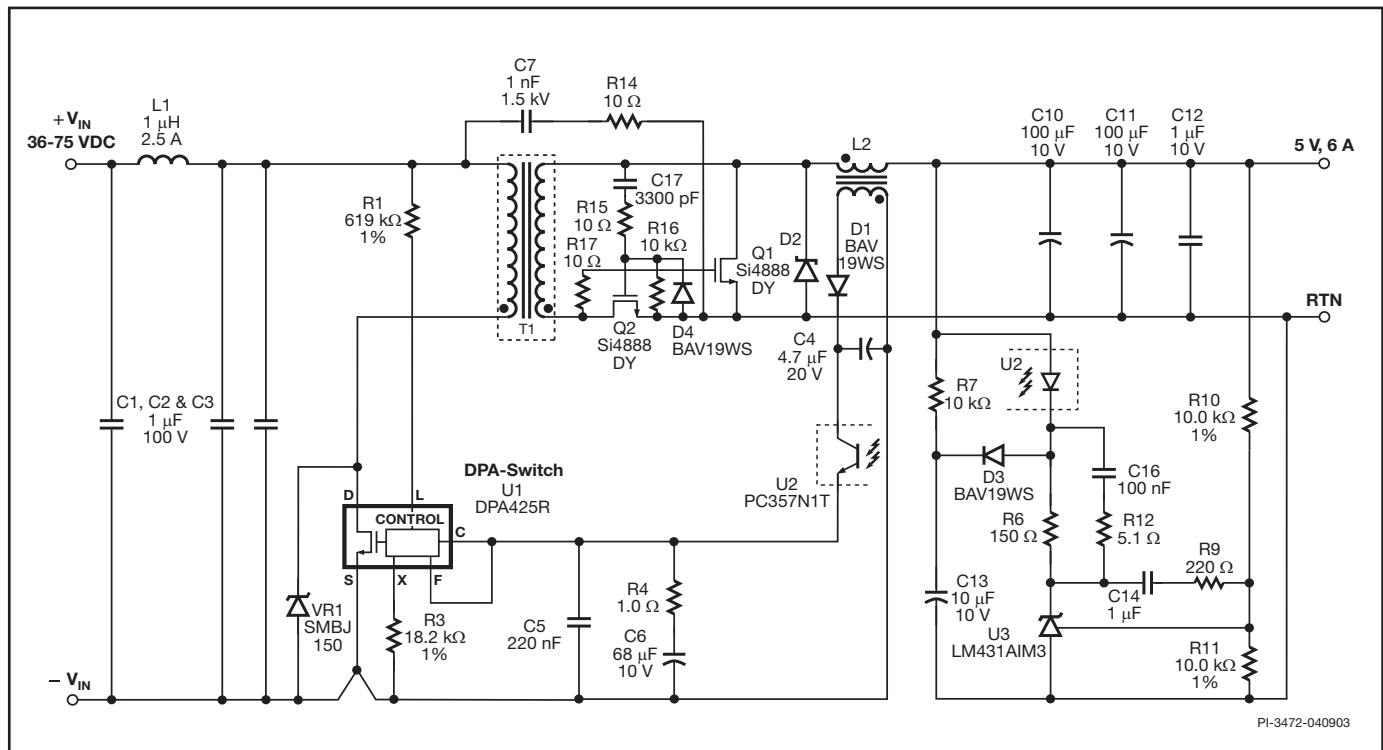 C7
1 nF
1.5 kV
R14
10 Ω
+ VIN
36-75 VDC
L1
1 µH
2.5 A
C10
100 µF
10 V
C11
100 µF
10 V
C12
1 µF
10 V
5 V, 6 A
L2
R1
619 kΩ
1%
C17
3300 pF
R15
10 Ω
R16
10 kΩ
R17
10 Ω
Q1
Si4888
DY
D2
D1
BAV
19WS
RTN
T1
Q2
Si4888
DY
D4
BAV19WS
C4
4.7 µF
20 V
U2
R7
10 kΩ
R10
10.0 kΩ
1%
C1, C2 & C3
1 µF
100 V
DPA-Switch
U1
DPA425R
U2
PC357N1T
D3
BAV19WS
C16
100 nF
R6
150 Ω
R12
5.1 Ω
R9
220 Ω
D
L
CONTROL
C
S
X
F
VR1
SMBJ
150
R3
18.2 kΩ
1%
C5
220 nF
R4
1.0 Ω
C6
68 µF
10 V
C13
10 µF
10 V
C14
1 µF
U3
LM431AIM3
R11
10.0 kΩ
1%
− VIN
PI-3472-040903